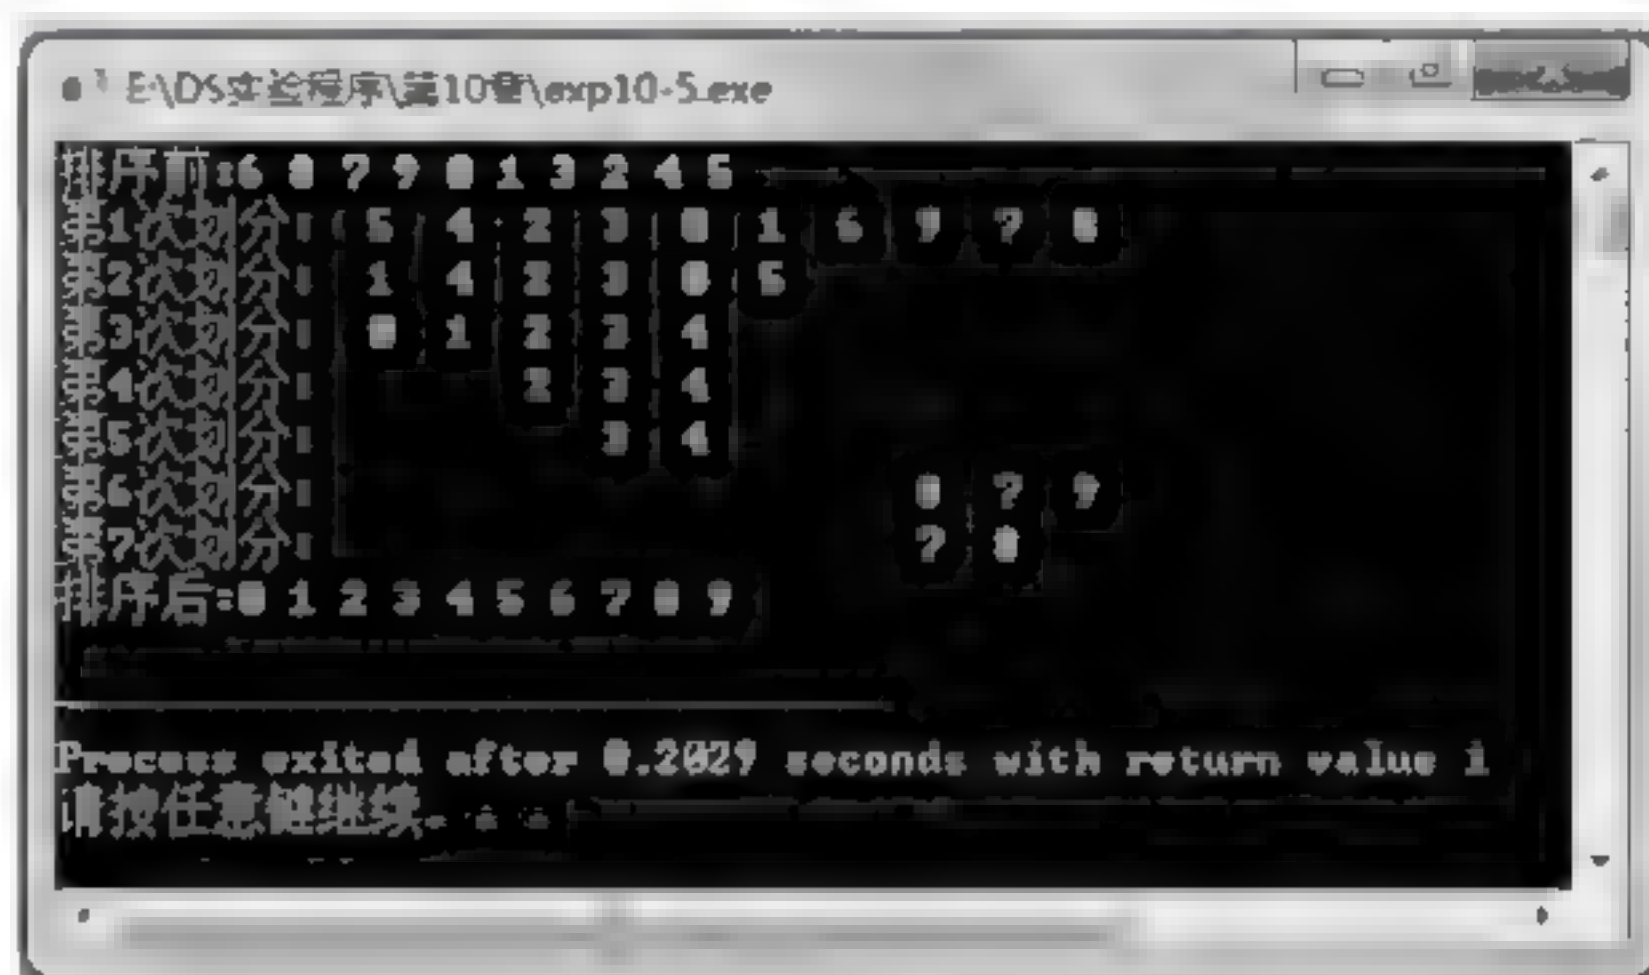 E:\DS实验程序\第10章\exp10-5.exe
排序前:6 8 7 9 0 1 3 2 4 5
第1次划分: 5 4 2 3 0 1 6 9 7 8
第2次划分: 1 4 2 3 0 5
第3次划分: 0 1 2 3 4
第4次划分: 2 3 4
第5次划分: 3 4
第6次划分: 8 7 9
第7次划分: 7 8
排序后:0 1 2 3 4 5 6 7 8 9
Process exited after 0.2029 seconds with return value 1
请按任意键继续. . .